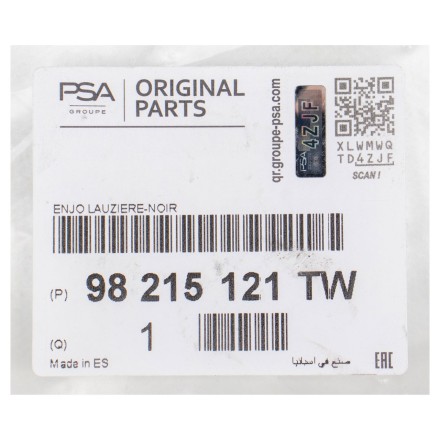 PSA
GROUPE
ORIGINAL
PARTS
qr.groupe-psa.com
PSA 4ZJF
XLWMWQ
TD4ZJF
SCAN!
ENJO LAUZIERE-NOIR
(P) 98 215 121 TW
(Q) 1
Made in ES
صنع في اسبانيا
EAC